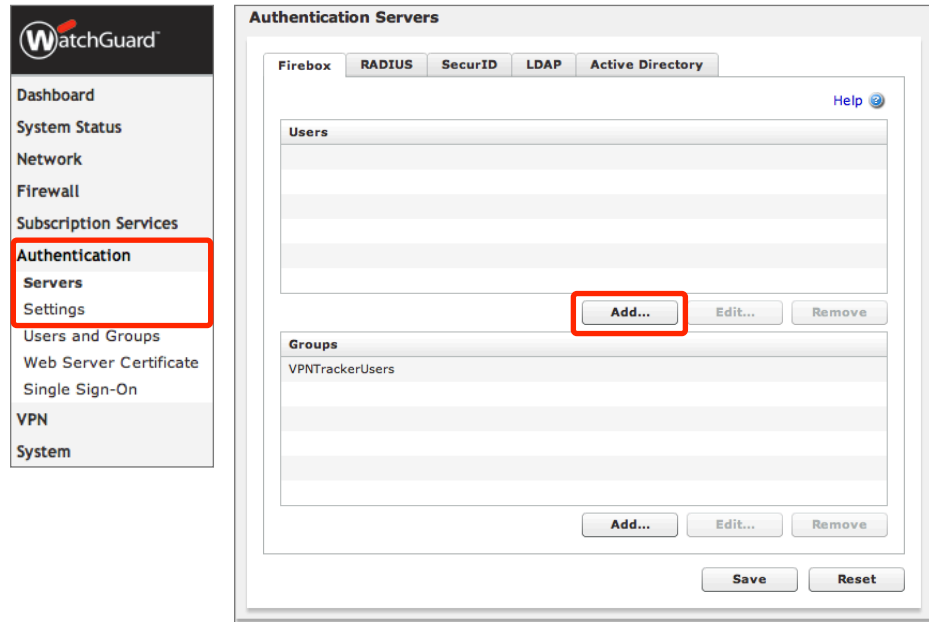 WatchGuard
Dashboard
System Status
Network
Firewall
Subscription Services
Authentication
Servers
Settings
Users and Groups
Web Server Certificate
Single Sign-On
VPN
System
Authentication Servers
Firebox RADIUS SecurID LDAP Active Directory
Help ?
Users
Add... Edit... Remove
Groups
VPNTrackerUsers
Add... Edit... Remove
Save Reset